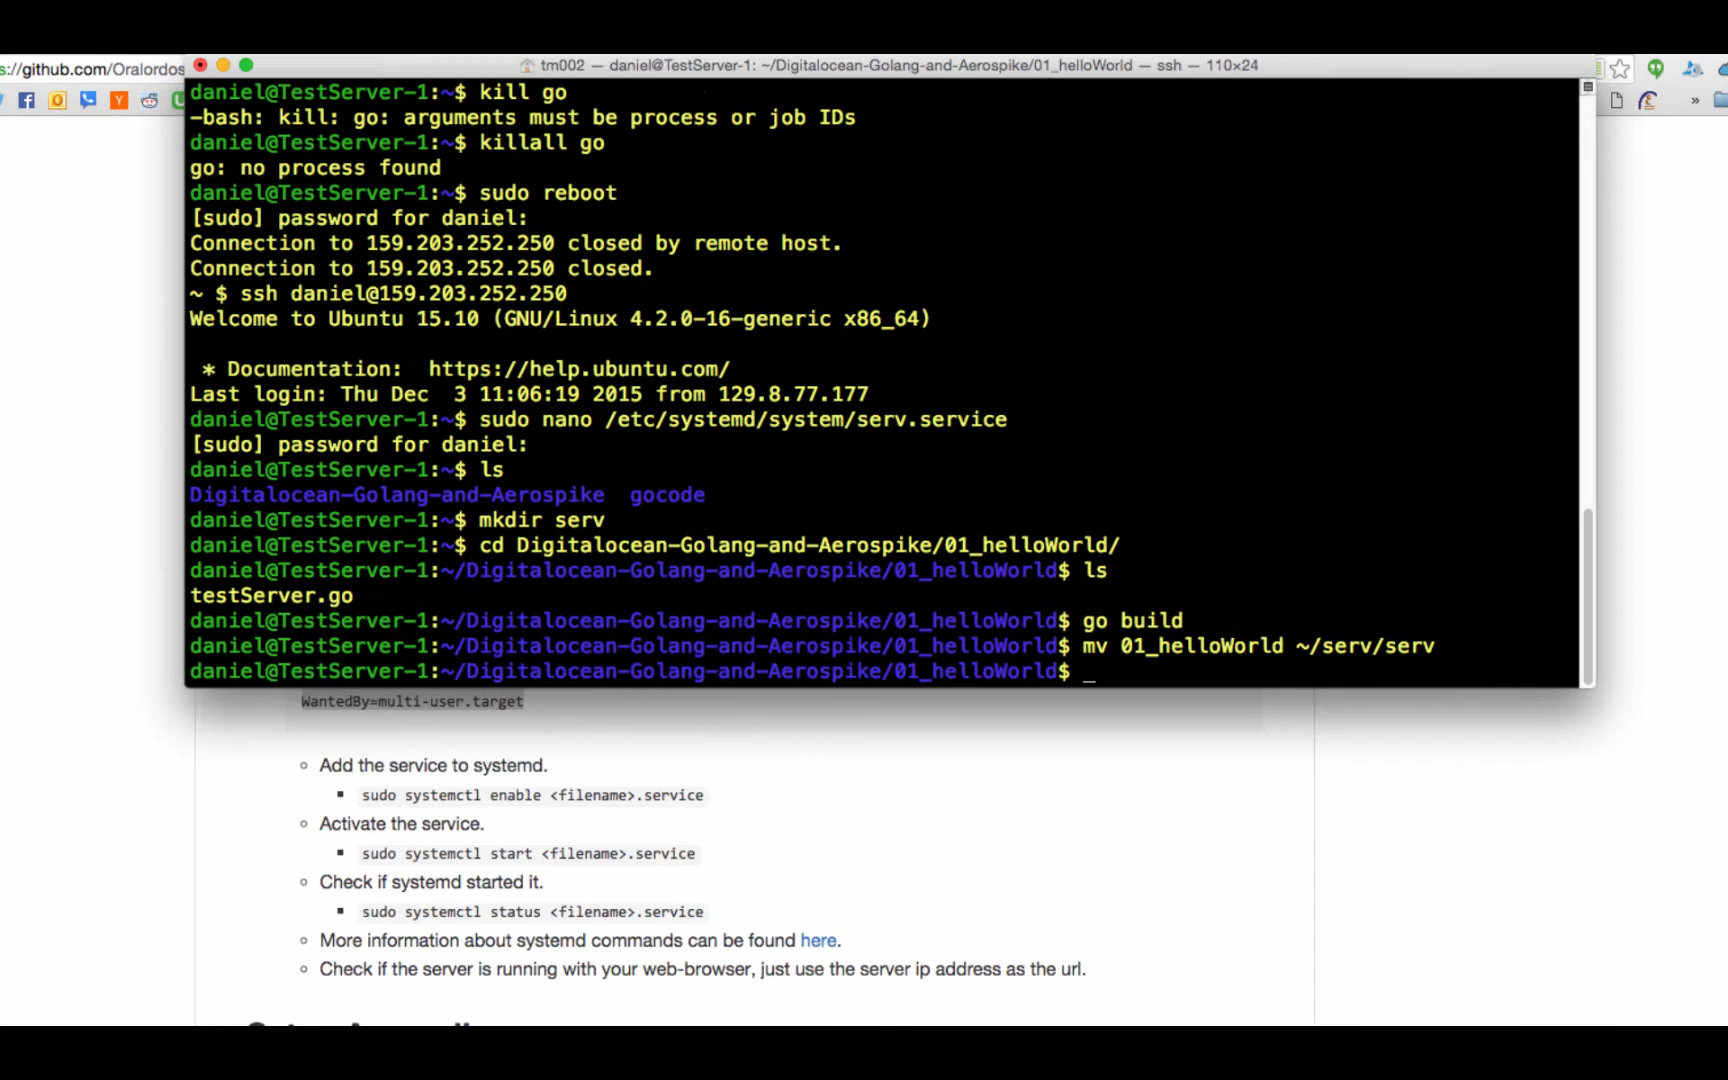 s://github.com/Oralordos
tm002 — daniel@TestServer-1: ~/Digitalocean-Golang-and-Aerospike/01_helloWorld — ssh — 110×24
daniel@TestServer-1:~$ kill go
-bash: kill: go: arguments must be process or job IDs
daniel@TestServer-1:~$ killall go
go: no process found
daniel@TestServer-1:~$ sudo reboot
[sudo] password for daniel:
Connection to 159.203.252.250 closed by remote host.
Connection to 159.203.252.250 closed.
~ $ ssh daniel@159.203.252.250
Welcome to Ubuntu 15.10 (GNU/Linux 4.2.0-16-generic x86_64)
* Documentation:  https://help.ubuntu.com/
Last login: Thu Dec  3 11:06:19 2015 from 129.8.77.177
daniel@TestServer-1:~$ sudo nano /etc/systemd/system/serv.service
[sudo] password for daniel:
daniel@TestServer-1:~$ ls
Digitalocean-Golang-and-Aerospike  gocode
daniel@TestServer-1:~$ mkdir serv
daniel@TestServer-1:~$ cd Digitalocean-Golang-and-Aerospike/01_helloWorld/
daniel@TestServer-1:~/Digitalocean-Golang-and-Aerospike/01_helloWorld$ ls
testServer.go
daniel@TestServer-1:~/Digitalocean-Golang-and-Aerospike/01_helloWorld$ go build
daniel@TestServer-1:~/Digitalocean-Golang-and-Aerospike/01_helloWorld$ mv 01_helloWorld ~/serv/serv
daniel@TestServer-1:~/Digitalocean-Golang-and-Aerospike/01_helloWorld$ _
WantedBy=multi-user.target
Add the service to systemd.
sudo systemctl enable <filename>.service
Activate the service.
sudo systemctl start <filename>.service
Check if systemd started it.
sudo systemctl status <filename>.service
More information about systemd commands can be found here.
Check if the server is running with your web-browser, just use the server ip address as the url.